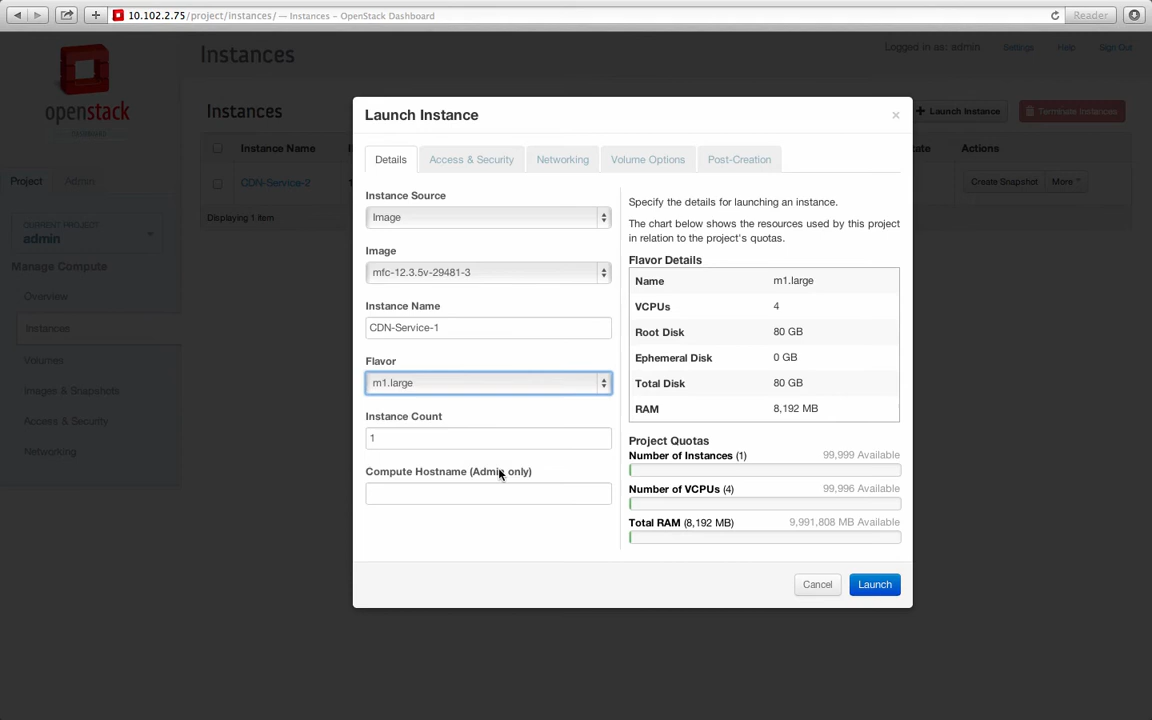 10.102.2.75/project/instances/ — Instances – OpenStack Dashboard
Reader
openstack
DASHBOARD
Project
Admin
CURRENT PROJECT
admin
Manage Compute
Overview
Instances
Volumes
Images & Snapshots
Access & Security
Networking
Instances
Logged in as: admin
Settings
Help
Sign Out
Instances
+ Launch Instance
Terminate Instances
Instance Name
Actions
CDN-Service-2
Create Snapshot
More
Displaying 1 item
Launch Instance
×
Details
Access & Security
Networking
Volume Options
Post-Creation
Instance Source
Image
Image
mfc-12.3.5v-29481-3
Instance Name
CDN-Service-1
Flavor
m1.large
Instance Count
1
Compute Hostname (Admin only)
Specify the details for launching an instance.
The chart below shows the resources used by this project
in relation to the project's quotas.
Flavor Details
Name m1.large
VCPUs 4
Root Disk 80 GB
Ephemeral Disk 0 GB
Total Disk 80 GB
RAM 8,192 MB
Project Quotas
Number of Instances (1) 99,999 Available
Number of VCPUs (4) 99,996 Available
Total RAM (8,192 MB) 9,991,808 MB Available
Cancel
Launch